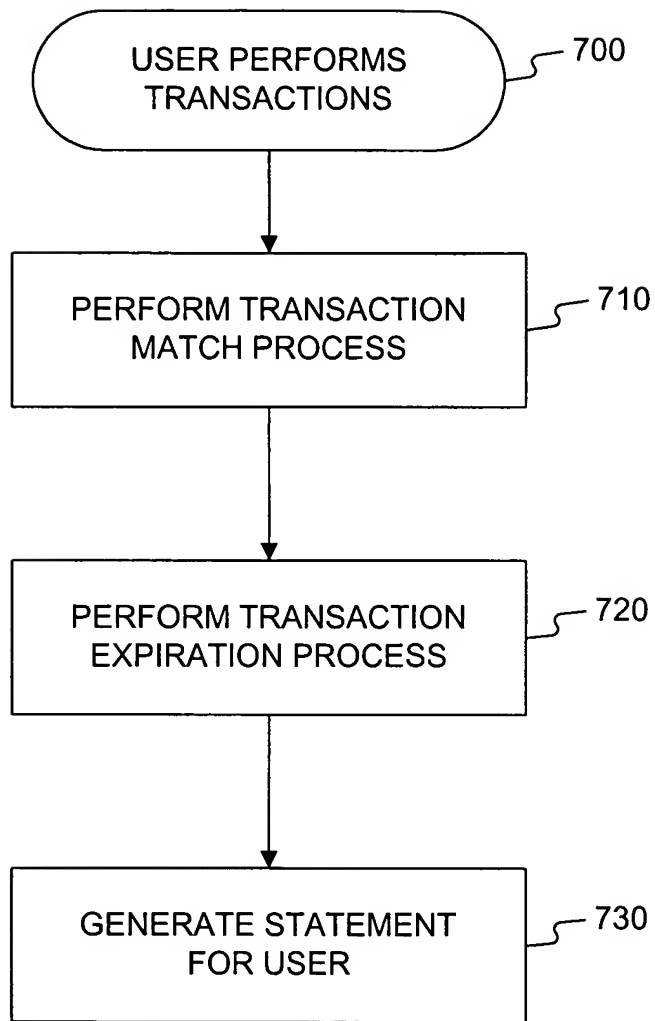 USER PERFORMS
TRANSACTIONS
700
PERFORM TRANSACTION
MATCH PROCESS
710
PERFORM TRANSACTION
EXPIRATION PROCESS
720
GENERATE STATEMENT
FOR USER
730